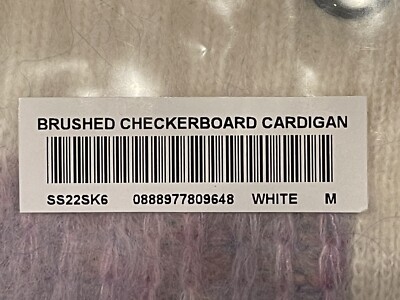 BRUSHED CHECKERBOARD CARDIGAN
SS22SK6 0888977809648 WHITE M